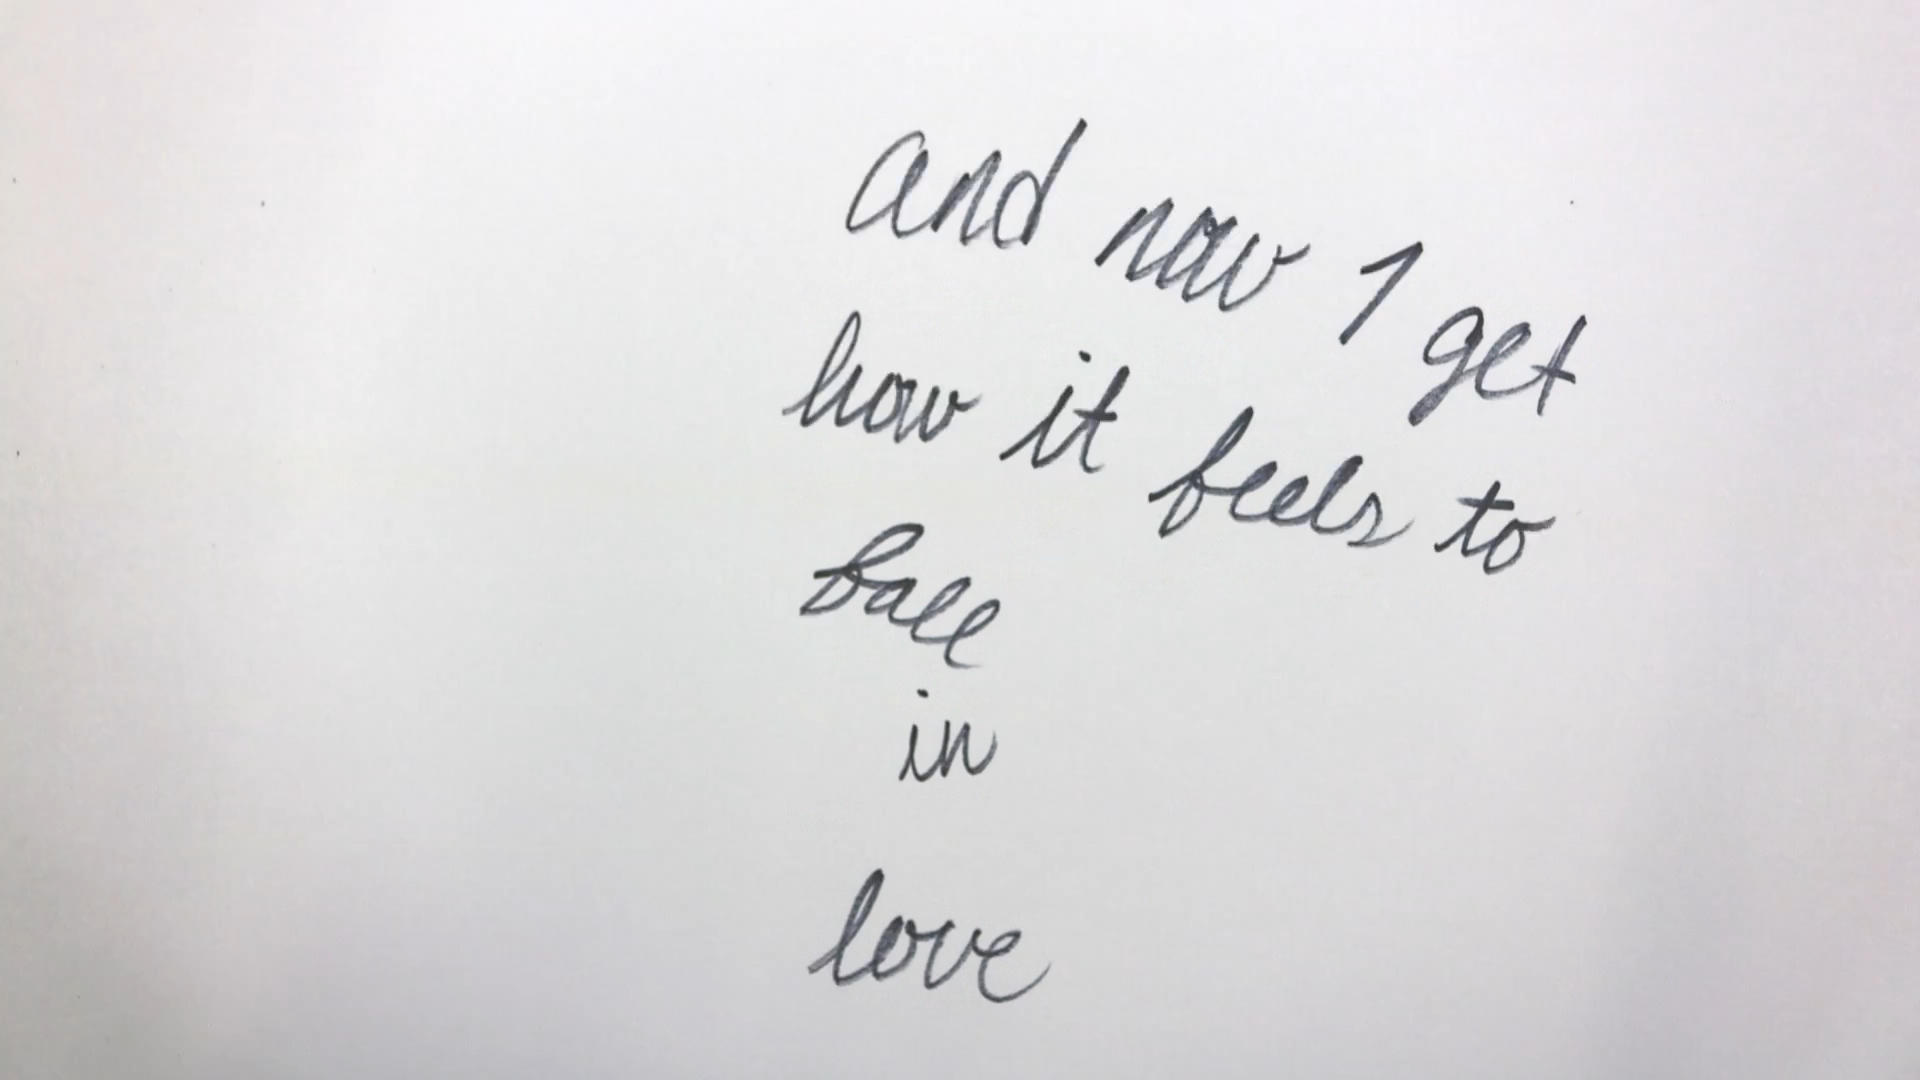 and now I get
how it feels to
fall
in
love